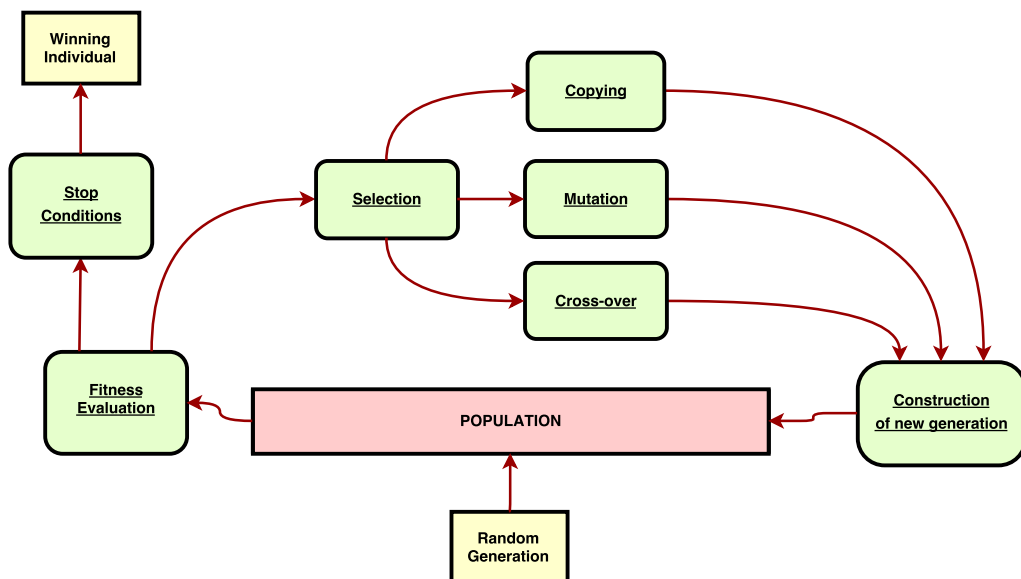 Winning
Individual
Stop
Conditions
Fitness
Evaluation
Selection
Copying
Mutation
Cross-over
Construction
of new generation
POPULATION
Random
Generation